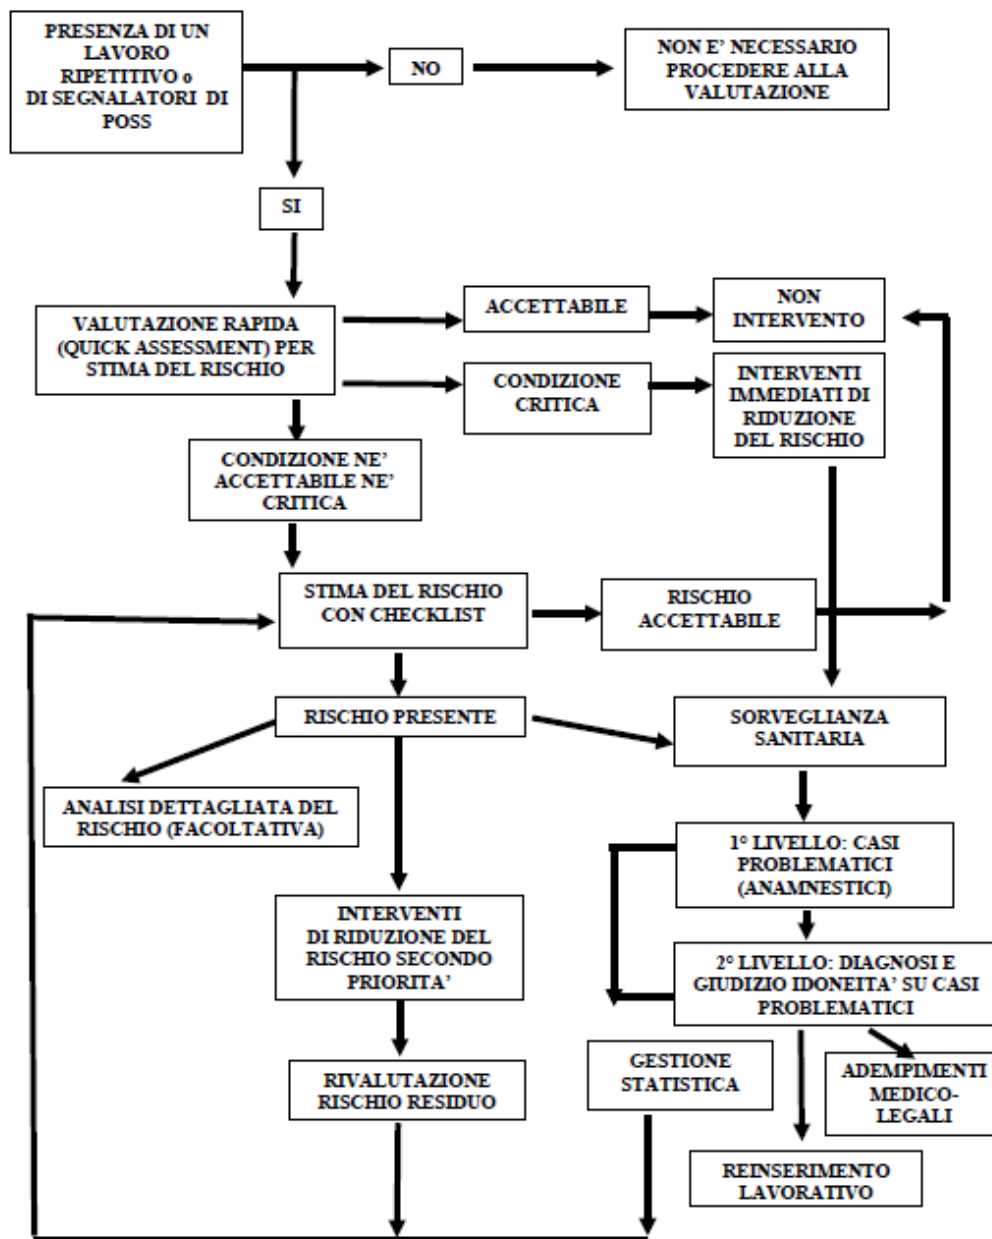 PRESENZA DI UN
LAVORO
RIPETITIVO o
DI SEGNALATORI DI
POSS
NO
NON E’ NECESSARIO
PROCEDERE ALLA
VALUTAZIONE
SI
VALUTAZIONE RAPIDA
(QUICK ASSESSMENT) PER
STIMA DEL RISCHIO
ACCETTABILE
NON
INTERVENTO
CONDIZIONE
CRITICA
INTERVENTI
IMMEDIATI DI
RIDUZIONE
DEL RISCHIO
CONDIZIONE NE’
ACCETTABILE NE’
CRITICA
STIMA DEL RISCHIO
CON CHECKLIST
RISCHIO
ACCETTABILE
RISCHIO PRESENTE
SORVEGLIANZA
SANITARIA
ANALISI DETTAGLIATA DEL
RISCHIO (FACOLTATIVA)
1° LIVELLO: CASI
PROBLEMATICI
(ANAMNESTICI)
INTERVENTI
DI RIDUZIONE DEL
RISCHIO SECONDO
PRIORITA’
2° LIVELLO: DIAGNOSI E
GIUDIZIO IDONEITA’ SU CASI
PROBLEMATICI
RIVALUTAZIONE
RISCHIO RESIDUO
GESTIONE
STATISTICA
ADEMPIMENTI
MEDICO-
LEGALI
REINSERIMENTO
LAVORATIVO